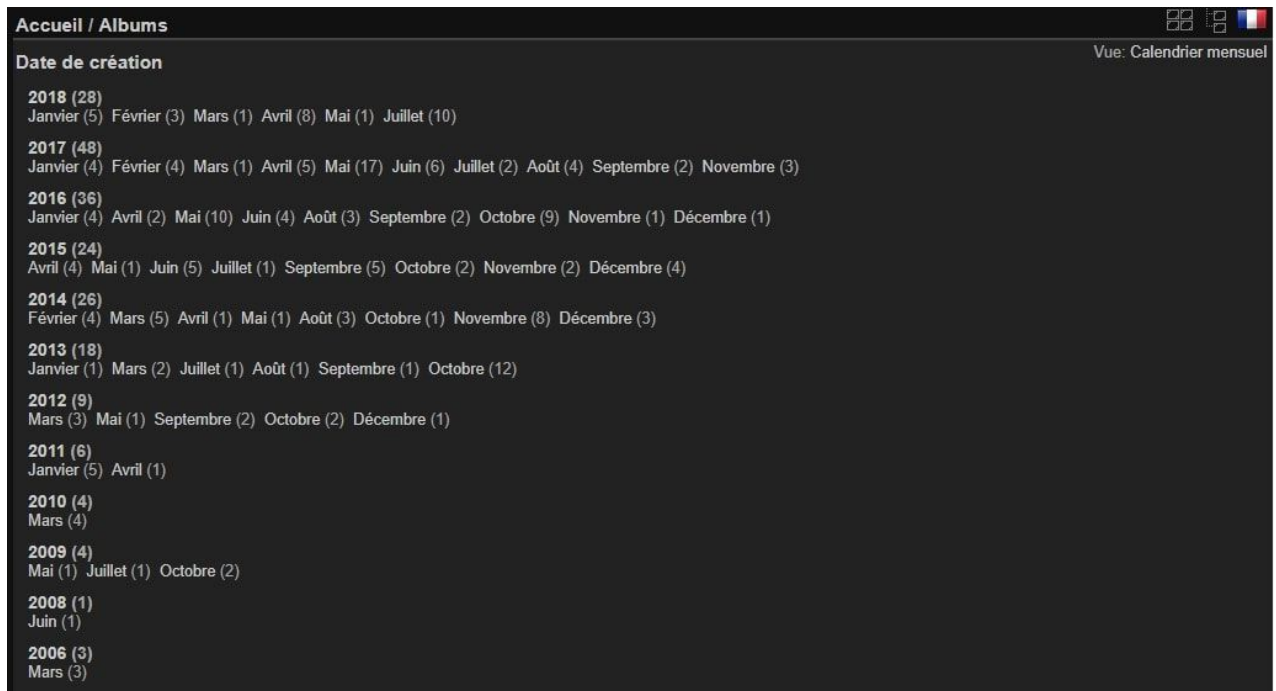 Accueil / Albums
Vue: Calendrier mensuel
Date de création
2018 (28)
Janvier (5) Février (3) Mars (1) Avril (8) Mai (1) Juillet (10)
2017 (48)
Janvier (4) Février (4) Mars (1) Avril (5) Mai (17) Juin (6) Juillet (2) Août (4) Septembre (2) Novembre (3)
2016 (36)
Janvier (4) Avril (2) Mai (10) Juin (4) Août (3) Septembre (2) Octobre (9) Novembre (1) Décembre (1)
2015 (24)
Avril (4) Mai (1) Juin (5) Juillet (1) Septembre (5) Octobre (2) Novembre (2) Décembre (4)
2014 (26)
Février (4) Mars (5) Avril (1) Mai (1) Août (3) Octobre (1) Novembre (8) Décembre (3)
2013 (18)
Janvier (1) Mars (2) Juillet (1) Août (1) Septembre (1) Octobre (12)
2012 (9)
Mars (3) Mai (1) Septembre (2) Octobre (2) Décembre (1)
2011 (6)
Janvier (5) Avril (1)
2010 (4)
Mars (4)
2009 (4)
Mai (1) Juillet (1) Octobre (2)
2008 (1)
Juin (1)
2006 (3)
Mars (3)